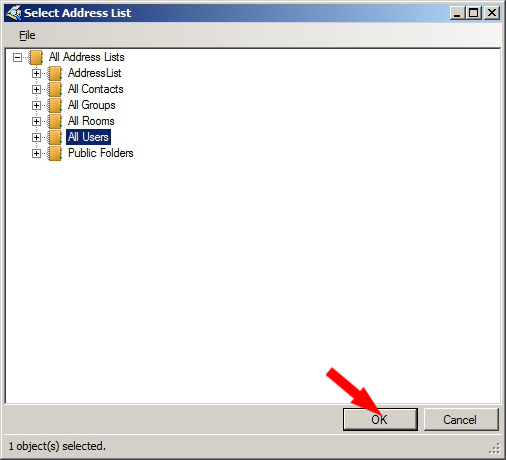 Select Address List
File
All Address Lists
AddressList
All Contacts
All Groups
All Rooms
All Users
Public Folders
OK Cancel
1 object(s) selected.